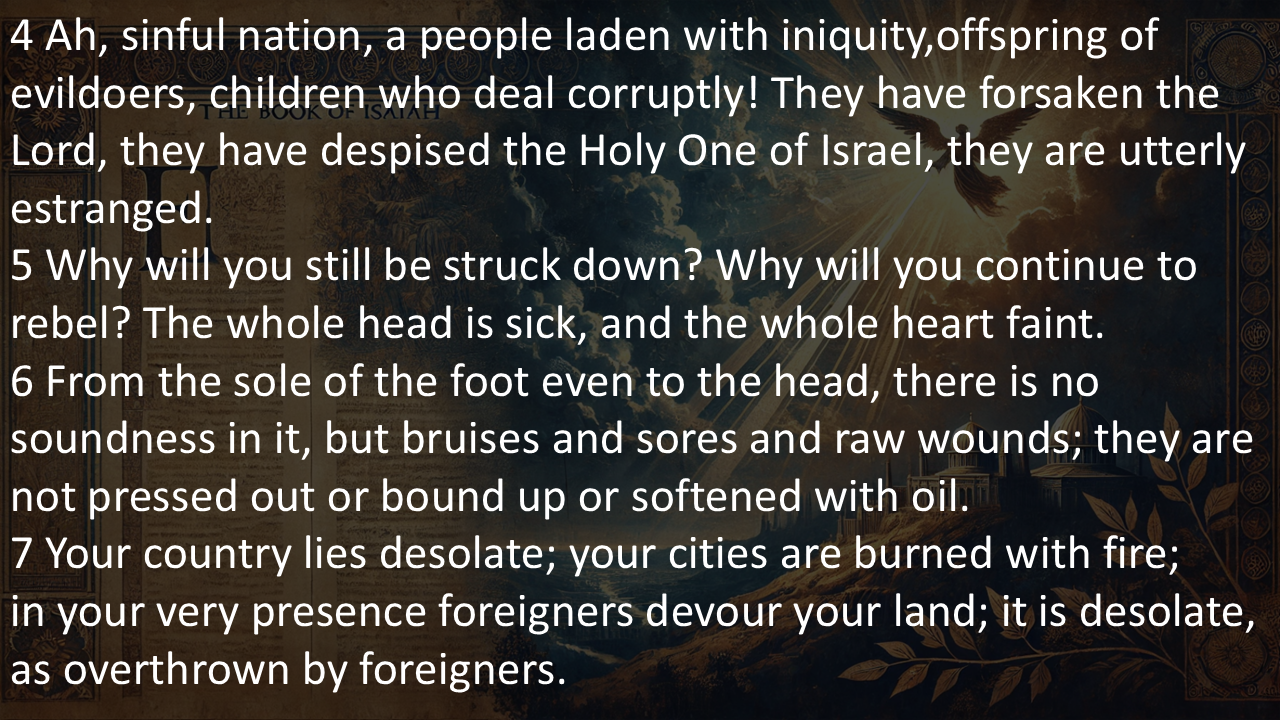 4 Ah, sinful nation, a people laden with iniquity,offspring of
evildoers, children who deal corruptly! They have forsaken the
Lord, they have despised the Holy One of Israel, they are utterly
estranged.
5 Why will you still be struck down? Why will you continue to
rebel? The whole head is sick, and the whole heart faint.
6 From the sole of the foot even to the head, there is no
soundness in it, but bruises and sores and raw wounds; they are
not pressed out or bound up or softened with oil.
7 Your country lies desolate; your cities are burned with fire;
in your very presence foreigners devour your land; it is desolate,
as overthrown by foreigners.
THE BOOK OF ISAIAH
H